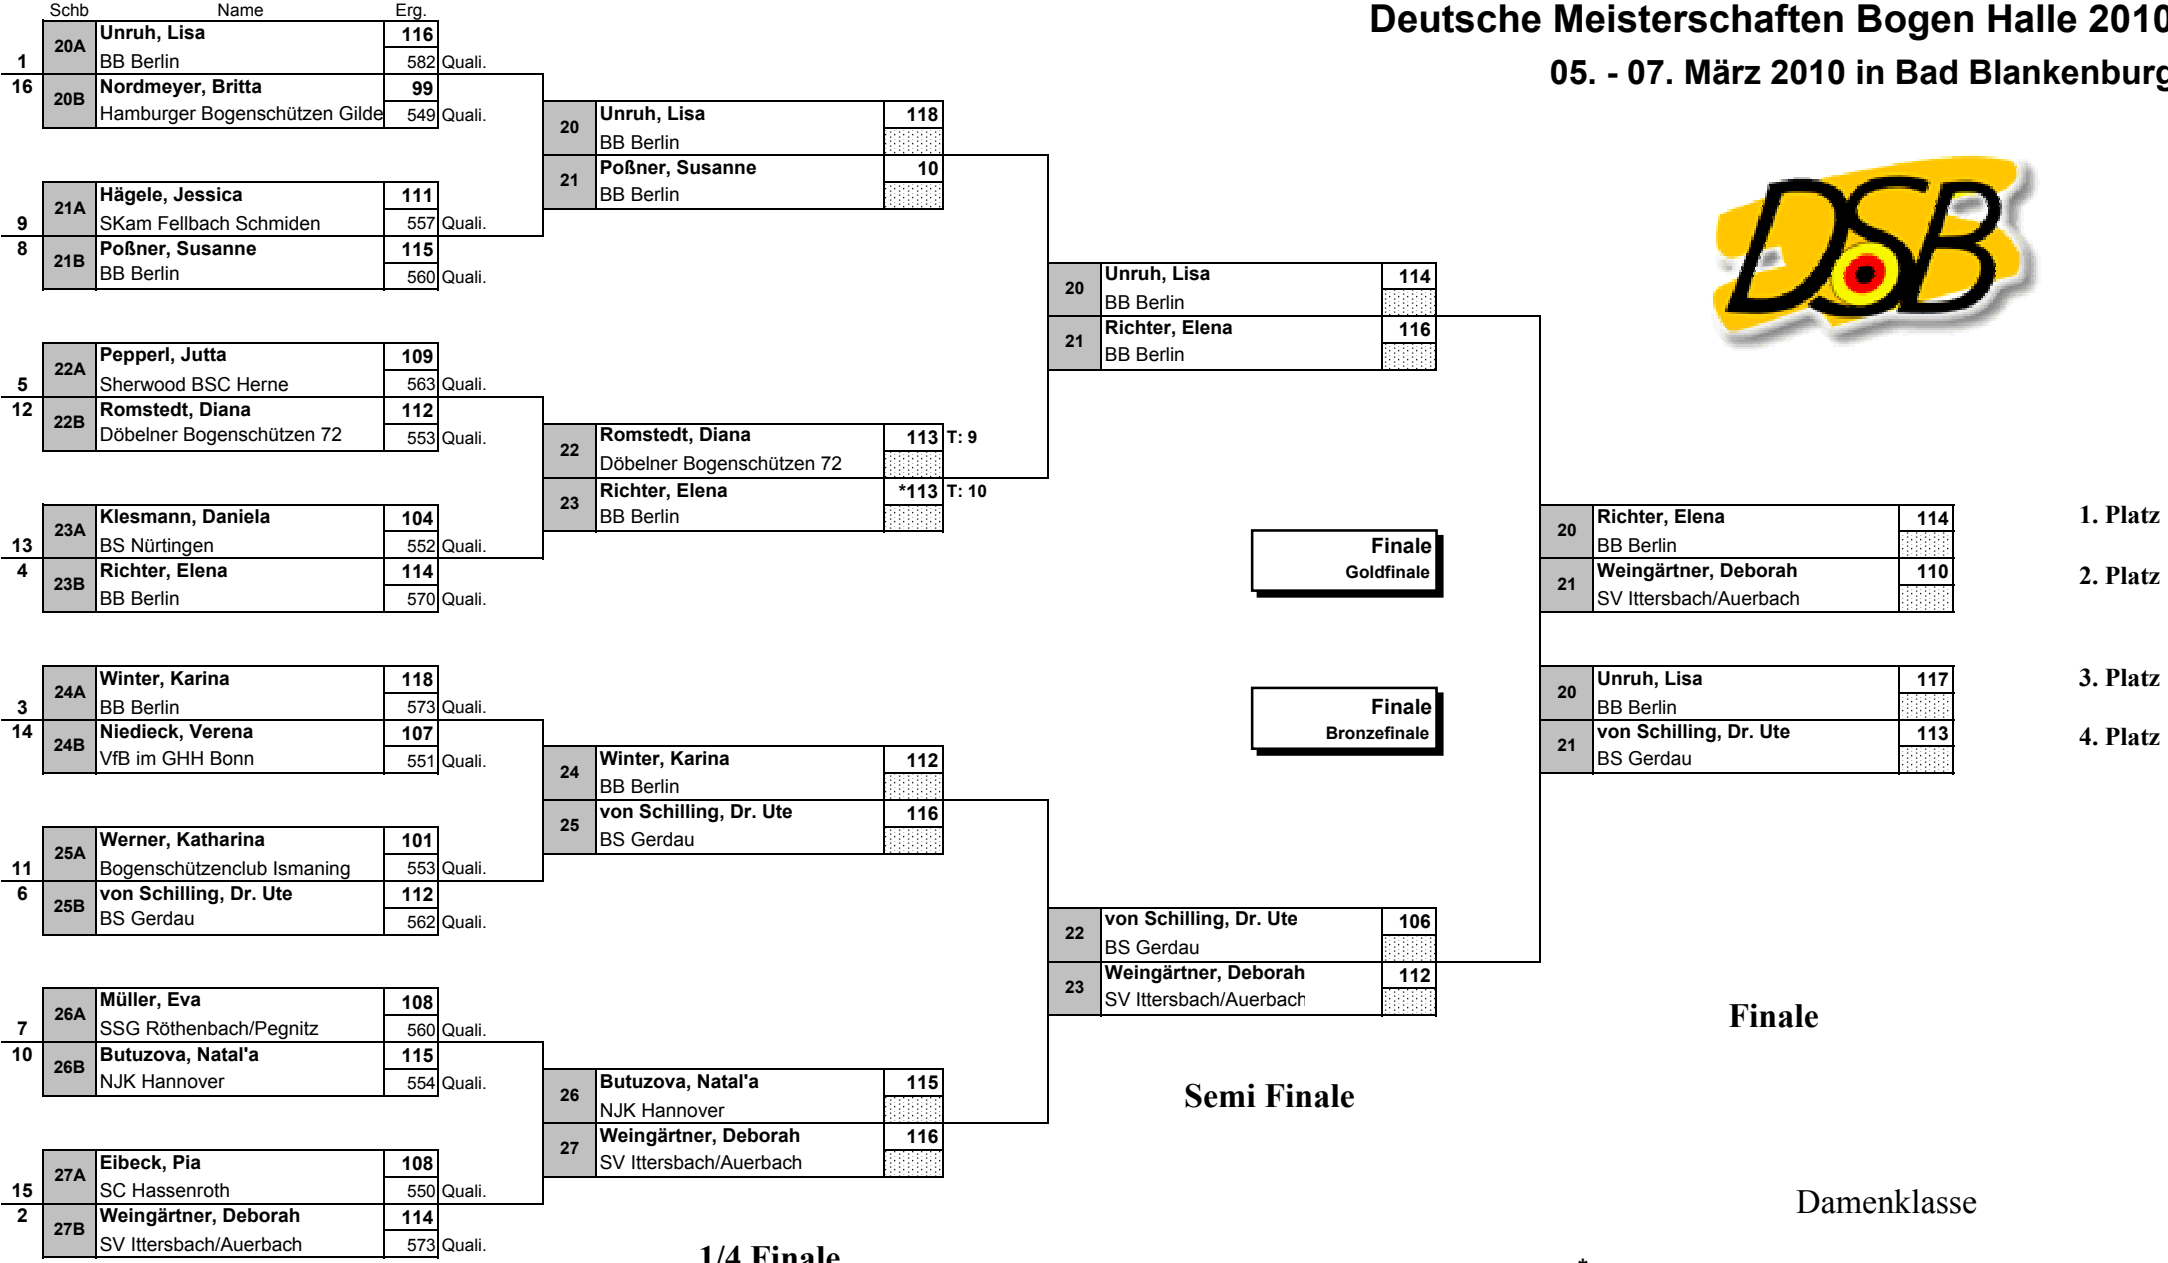 Deutsche Meisterschaften Bogen Halle 2010
05. - 07. März 2010 in Bad Blankenburg
DSB
Schb Name Erg.
20A Unruh, Lisa 116
1 BB Berlin 582 Quali.
16 20B Nordmeyer, Britta 99
Hamburger Bogenschützen Gilde 549 Quali.
21A Hägele, Jessica 111
9 SKam Fellbach Schmiden 557 Quali.
8 21B Poßner, Susanne 115
BB Berlin 560 Quali.
22A Pepperl, Jutta 109
5 Sherwood BSC Herne 563 Quali.
12 22B Romstedt, Diana 112
Döbelner Bogenschützen 72 553 Quali.
23A Klesmann, Daniela 104
13 BS Nürtingen 552 Quali.
4 23B Richter, Elena 114
BB Berlin 570 Quali.
24A Winter, Karina 118
3 BB Berlin 573 Quali.
14 24B Niedieck, Verena 107
VfB im GHH Bonn 551 Quali.
25A Werner, Katharina 101
11 Bogenschützenclub Ismaning 553 Quali.
6 25B von Schilling, Dr. Ute 112
BS Gerdau 562 Quali.
26A Müller, Eva 108
7 SSG Röthenbach/Pegnitz 560 Quali.
10 26B Butuzova, Natal'a 115
NJK Hannover 554 Quali.
27A Eibeck, Pia 108
15 SC Hassenroth 550 Quali.
2 27B Weingärtner, Deborah 114
SV Ittersbach/Auerbach 573 Quali.
20 Unruh, Lisa 118
BB Berlin
21 Poßner, Susanne 10
BB Berlin
22 Romstedt, Diana 113 T: 9
Döbelner Bogenschützen 72
23 Richter, Elena *113 T: 10
BB Berlin
24 Winter, Karina 112
BB Berlin
25 von Schilling, Dr. Ute 116
BS Gerdau
26 Butuzova, Natal'a 115
NJK Hannover
27 Weingärtner, Deborah 116
SV Ittersbach/Auerbach
1/4 Finale
20 Unruh, Lisa 114
BB Berlin
21 Richter, Elena 116
BB Berlin
22 von Schilling, Dr. Ute 106
BS Gerdau
23 Weingärtner, Deborah 112
SV Ittersbach/Auerbach
Semi Finale
Finale
Goldfinale
20 Richter, Elena 114 1. Platz
BB Berlin
21 Weingärtner, Deborah 110 2. Platz
SV Ittersbach/Auerbach
Finale
Bronzefinale
20 Unruh, Lisa 117 3. Platz
BB Berlin
21 von Schilling, Dr. Ute 113 4. Platz
BS Gerdau
Finale
Damenklasse
*